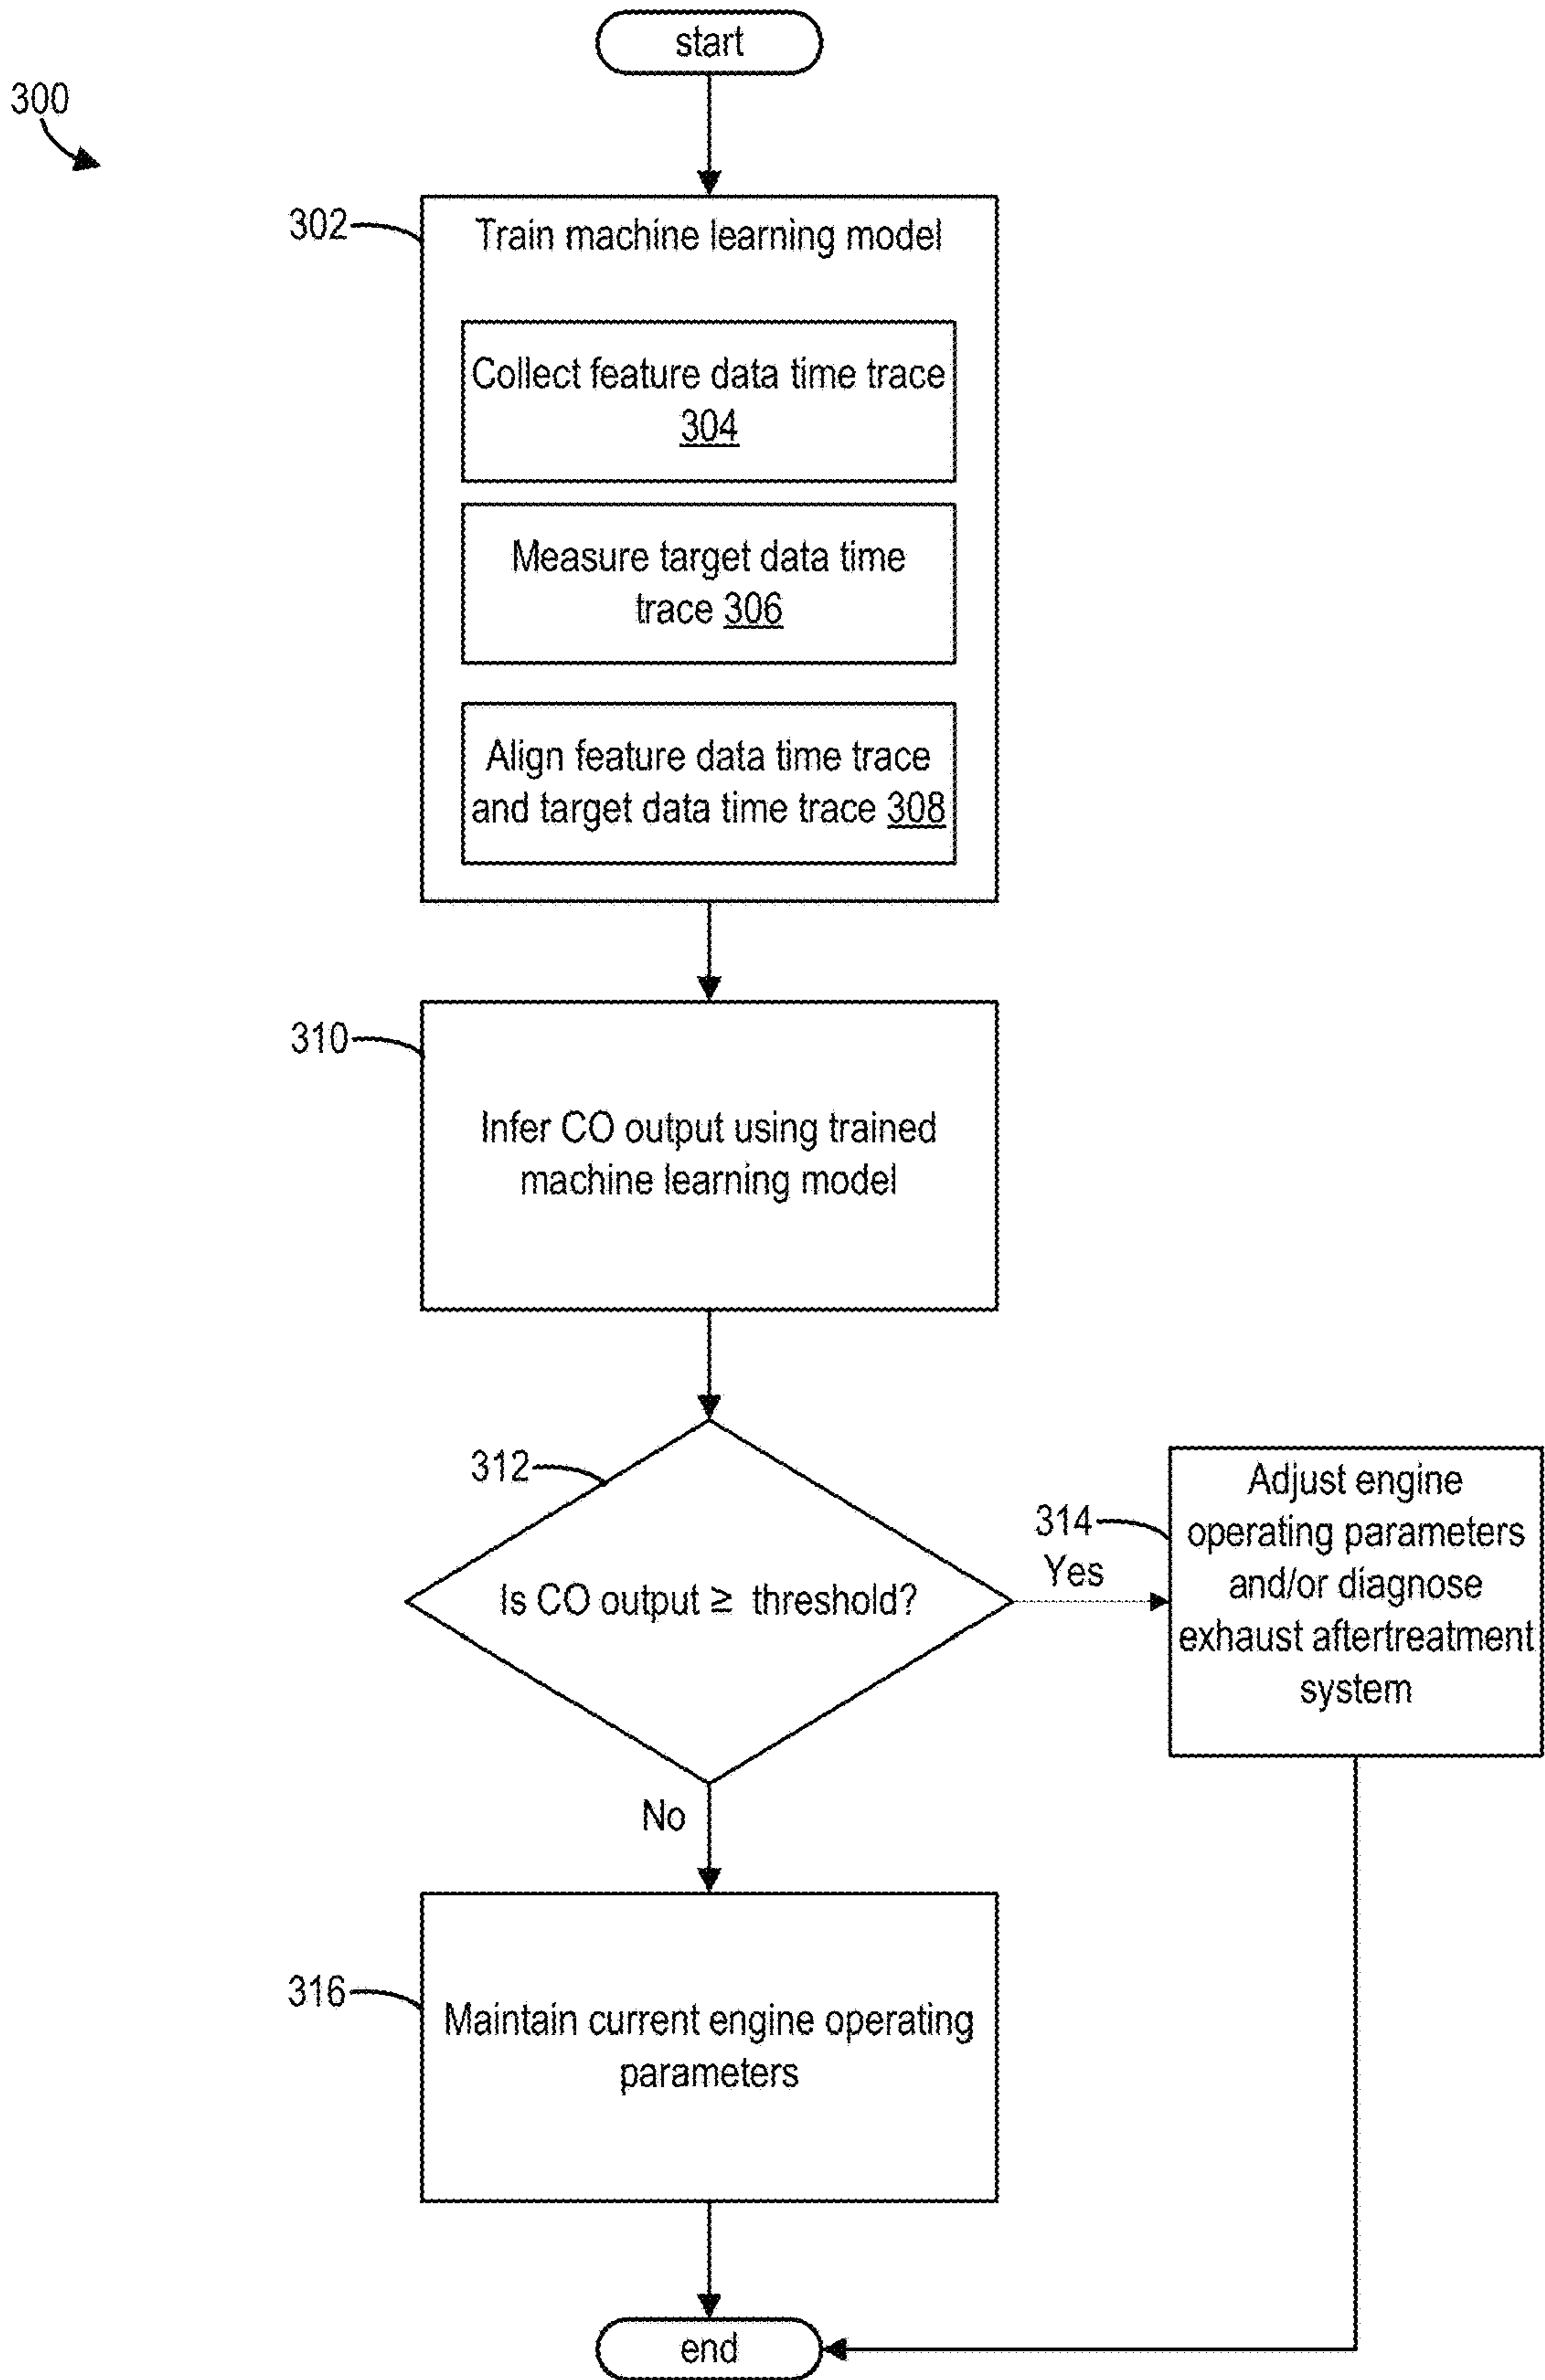 start
300
302
Train machine learning model
Collect feature data time trace
304
Measure target data time
trace 306
Align feature data time trace
and target data time trace 308
310
Infer CO output using trained
machine learning model
312
Is CO output ≥ threshold?
Yes
314
Adjust engine
operating parameters
and/or diagnose
exhaust aftertreatment
system
No
316
Maintain current engine operating
parameters
end